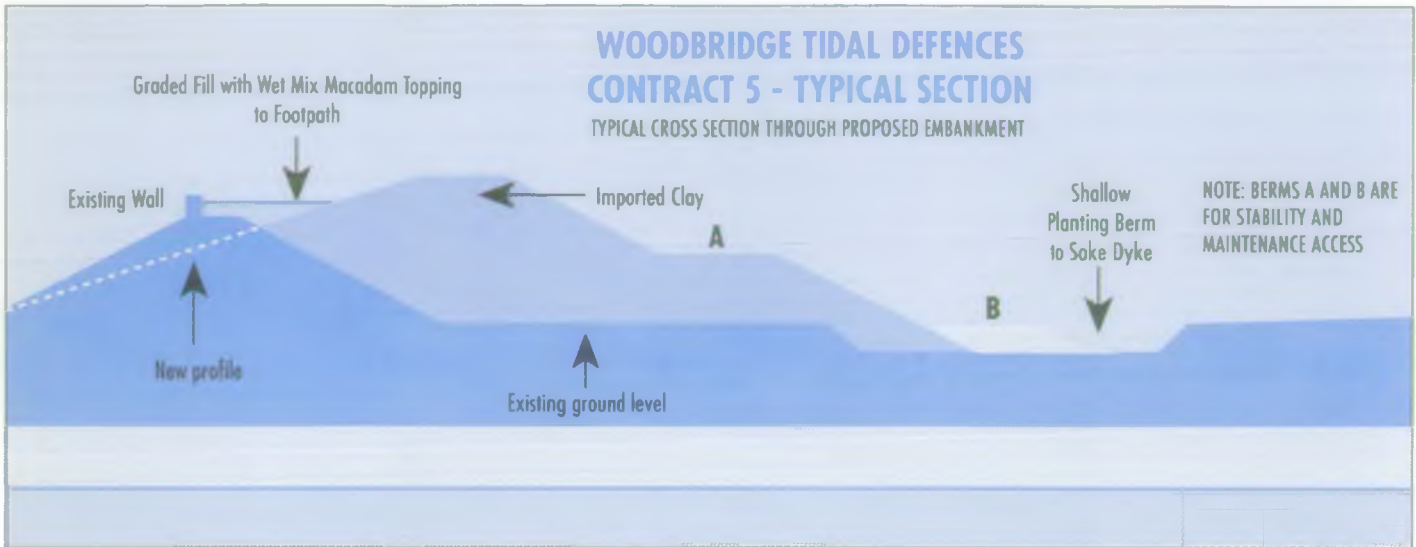 WOODBRIDGE TIDAL DEFENCES
CONTRACT 5 - TYPICAL SECTION
TYPICAL CROSS SECTION THROUGH PROPOSED EMBANKMENT
Graded Fill with Wet Mix Macadam Topping
to Footpath
Existing Wall
Imported Clay
A
Shallow
Planting Berm
to Soke Dyke
NOTE: BERMS A AND B ARE
FOR STABILITY AND
MAINTENANCE ACCESS
B
New profile
Existing ground level